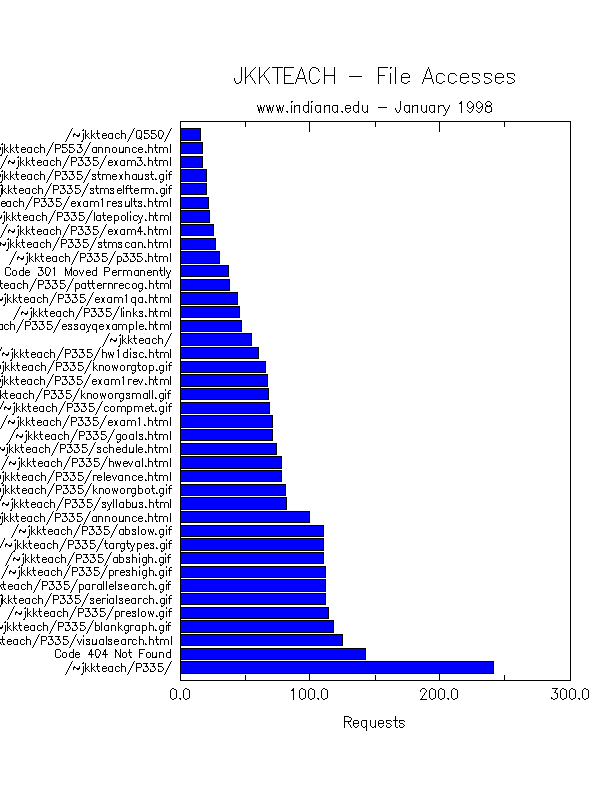 JKKTEACH – File Accesses
www.indiana.edu – January 1998
/~jkkteach/Q550/
jkkteach/P553/announce.html
/~jkkteach/P335/exam3.html
~jkkteach/P335/stmexhaust.gif
~jkkteach/P335/stmselfterm.gif
each/P335/exam1results.html
~jkkteach/P335/latepolicy.html
/~jkkteach/P335/exam4.html
~jkkteach/P335/stmscan.html
/~jkkteach/P335/p335.html
Code 301 Moved Permanently
teach/P335/patternrecog.html
~jkkteach/P335/exam1qa.html
/~jkkteach/P335/links.html
ach/P335/essayqexample.html
/~jkkteach/
/~jkkteach/P335/hw1disc.html
jkkteach/P335/knoworgtop.gif
~jkkteach/P335/exam1rev.html
kteach/P335/knoworgsmall.gif
/~jkkteach/P335/compmet.gif
/~jkkteach/P335/exam1.html
/~jkkteach/P335/goals.html
~jkkteach/P335/schedule.html
/~jkkteach/P335/hweval.html
~jkkteach/P335/relevance.html
jkkteach/P335/knoworgbot.gif
/~jkkteach/P335/syllabus.html
jkkteach/P335/announce.html
/~jkkteach/P335/abslow.gif
/~jkkteach/P335/targtypes.gif
/~jkkteach/P335/abshigh.gif
/~jkkteach/P335/preshigh.gif
kteach/P335/parallelsearch.gif
jkkteach/P335/serialsearch.gif
/~jkkteach/P335/preslow.gif
~jkkteach/P335/blankgraph.gif
kteach/P335/visualsearch.html
Code 404 Not Found
/~jkkteach/P335/
0.0 100.0 200.0 300.0
Requests